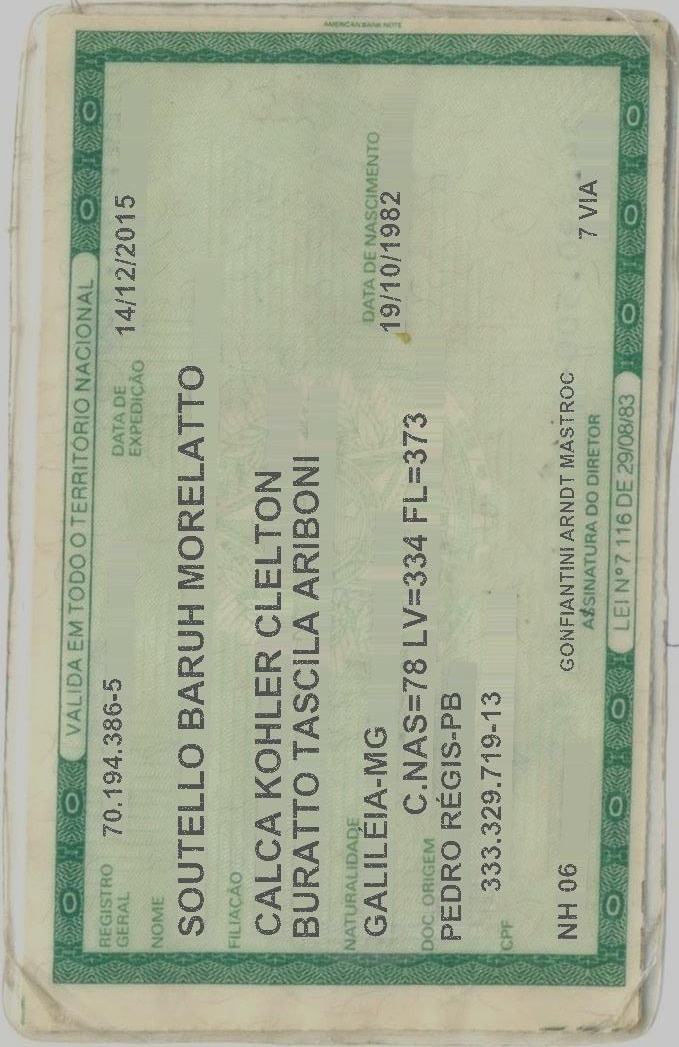 AMERICAN BANK NOTE
VALIDA EM TODO O TERRITÓRIO NACIONAL
REGISTRO GERAL 70.194.386-5 DATA DE EXPEDIÇÃO 14/12/2015
NOME
SOUTELLO BARUH MORELATTO
FILIAÇÃO
CALCA KOHLER CLELTON
BURATTO TASCILA ARIBONI
NATURALIDADE DATA DE NASCIMENTO
GALILÉIA-MG 19/10/1982
DOC. ORIGEM C.NAS=78 LV=334 FL=373
PEDRO RÉGIS-PB
CPF 333.329.719-13
NH 06 GONFIANTINI ARNDT MASTROC 7 VIA
ASSINATURA DO DIRETOR
LEI Nº 7 116 DE 29/08/83